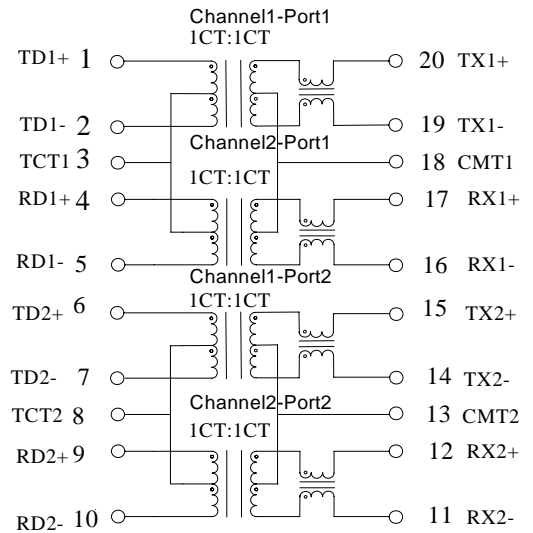 Channel1-Port1
1CT:1CT
TD1+ 1
20 TX1+
TD1- 2
19 TX1-
Channel2-Port1
TCT1 3
18 CMT1
1CT:1CT
RD1+ 4
17 RX1+
RD1- 5
16 RX1-
Channel1-Port2
1CT:1CT
TD2+ 6
15 TX2+
TD2- 7
14 TX2-
Channel2-Port2
TCT2 8
13 CMT2
1CT:1CT
RD2+ 9
12 RX2+
RD2- 10
11 RX2-